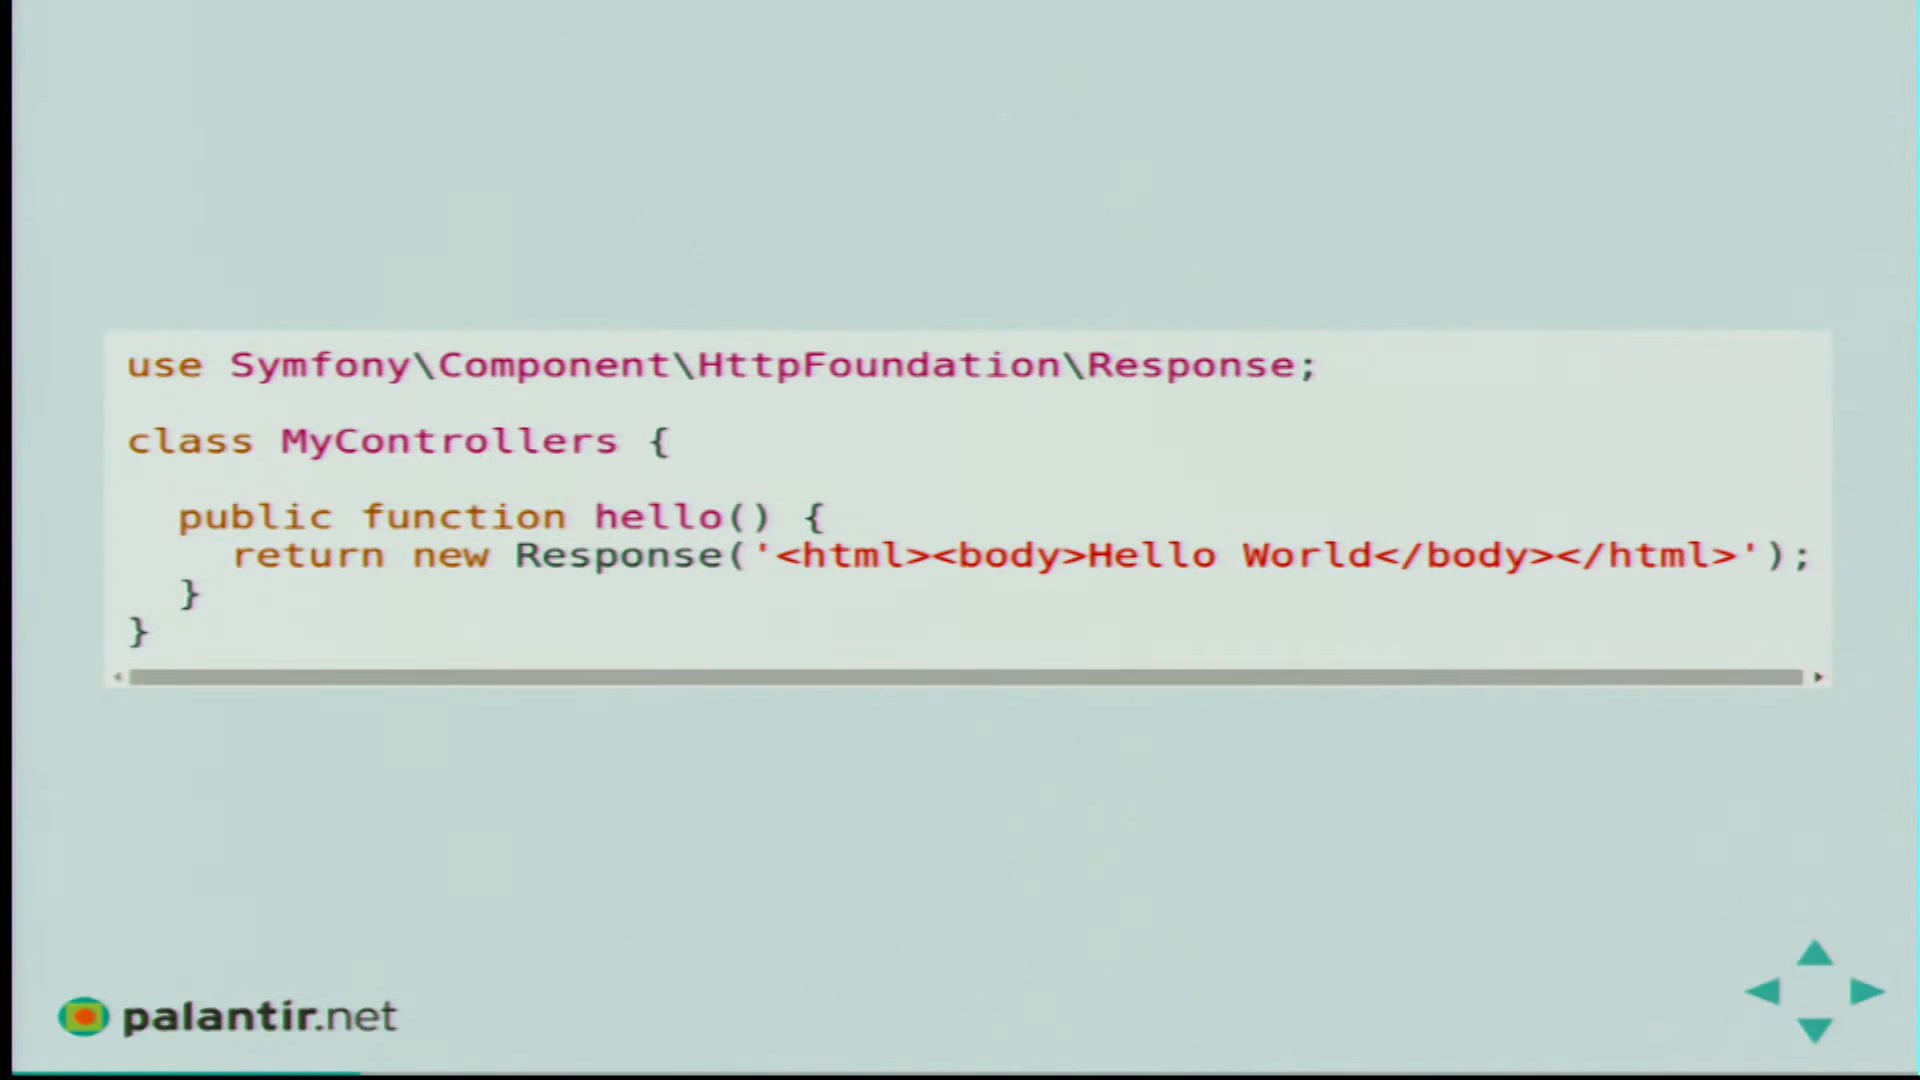 use Symfony\Component\HttpFoundation\Response;
class MyControllers {
public function hello() {
return new Response('<html><body>Hello World</body></html>');
}
}
palantir.net